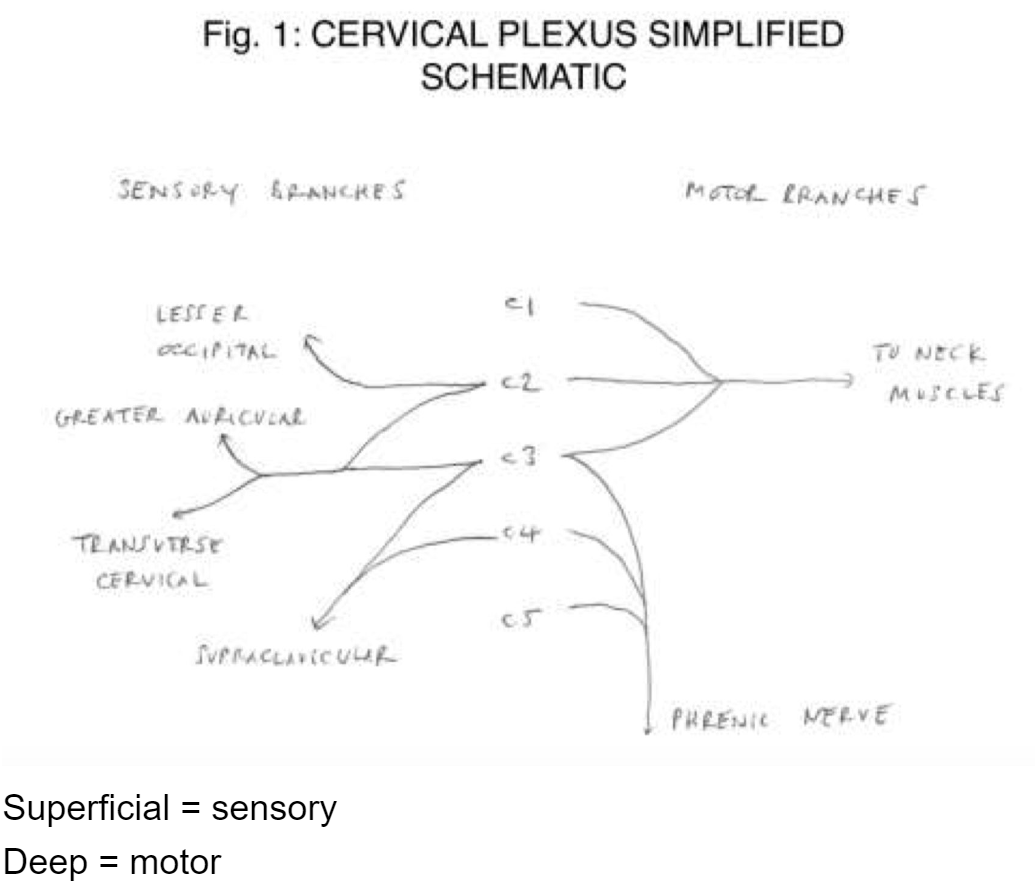 Fig. 1: CERVICAL PLEXUS SIMPLIFIED
SCHEMATIC
SENSORY BRANCHES
MOTOR BRANCHES
LESSER
OCCIPITAL
C1
TO NECK
MUSCLES
C2
GREATER AURICULAR
C3
TRANSVERSE
CERVICAL
C4
C5
SUPRACLAVICULAR
PHRENIC NERVE
Superficial = sensory
Deep = motor